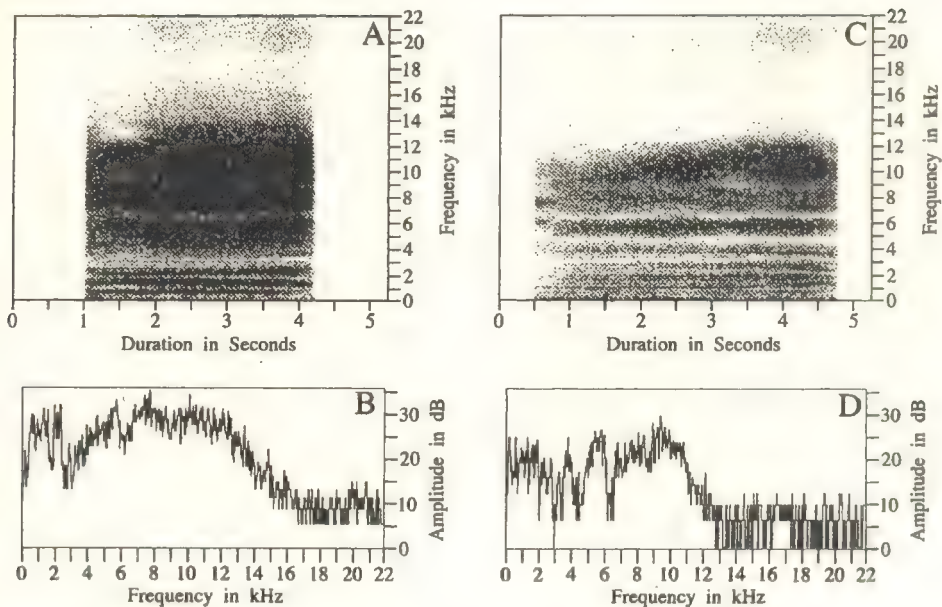 A
22
20
18
16
14
12
10
8
6
4
2
0
Frequency in kHz
0 1 2 3 4 5
Duration in Seconds
C
22
20
18
16
14
12
10
8
6
4
2
0
Frequency in kHz
0 1 2 3 4 5
Duration in Seconds
B
30
20
10
0
Amplitude in dB
0 2 4 6 8 10 12 14 16 18 20 22
Frequency in kHz
D
30
20
10
0
Amplitude in dB
0 2 4 6 8 10 12 14 16 18 20 22
Frequency in kHz